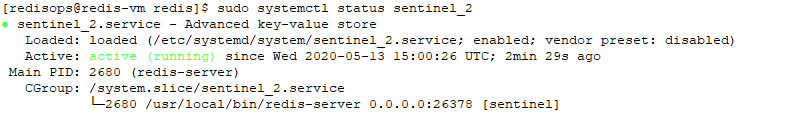 [redisops@redis-vm redis]$ sudo systemctl status sentinel_2
● sentinel_2.service - Advanced key-value store
   Loaded: loaded (/etc/systemd/system/sentinel_2.service; enabled; vendor preset: disabled)
   Active: active (running) since Wed 2020-05-13 15:00:26 UTC; 2min 29s ago
 Main PID: 2680 (redis-server)
   CGroup: /system.slice/sentinel_2.service
           └─2680 /usr/local/bin/redis-server 0.0.0.0:26378 [sentinel]